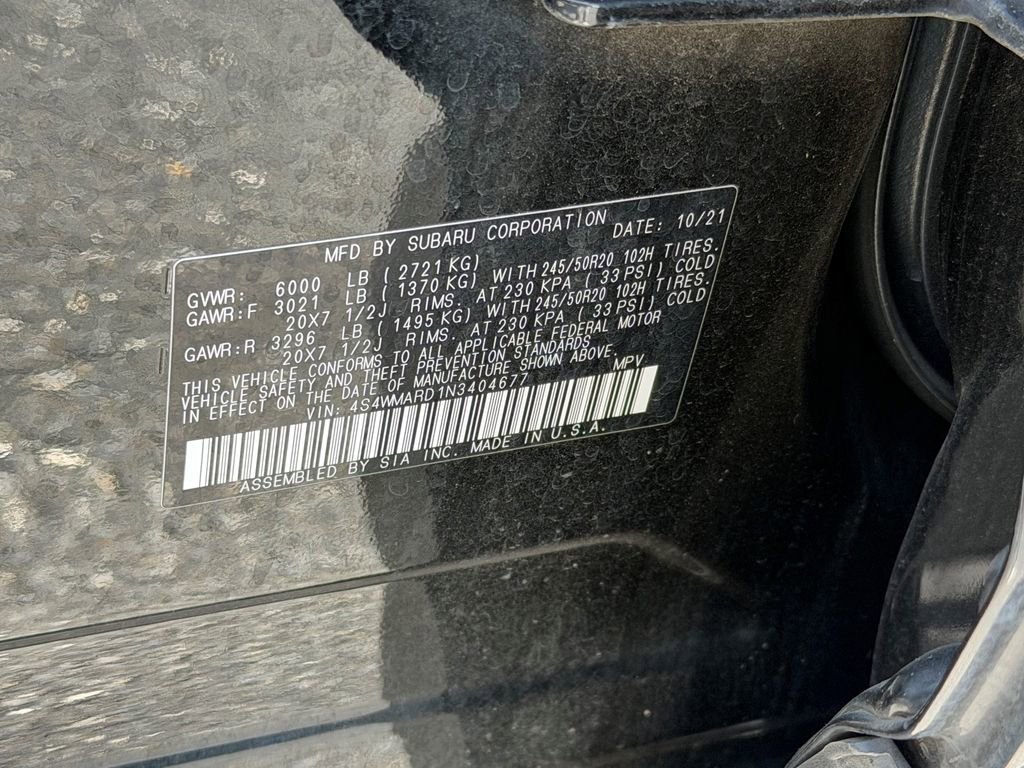 MFD BY SUBARU CORPORATION DATE: 10/21
GVWR: 6000 LB ( 2721 KG)
GAWR:F 3021 LB ( 1370 KG) WITH 245/50R20 102H TIRES.
20X7 1/2J RIMS. AT 230 KPA ( 33 PSI) COLD
GAWR:R 3296 LB ( 1495 KG) WITH 245/50R20 102H TIRES.
20X7 1/2J RIMS. AT 230 KPA ( 33 PSI) COLD
THIS VEHICLE CONFORMS TO ALL APPLICABLE FEDERAL MOTOR
VEHICLE SAFETY AND THEFT PREVENTION STANDARDS
IN EFFECT ON THE DATE OF MANUFACTURE SHOWN ABOVE.
VIN: 4S4WMARD1N3404677 MPV
ASSEMBLED BY SIA INC. MADE IN U.S.A.